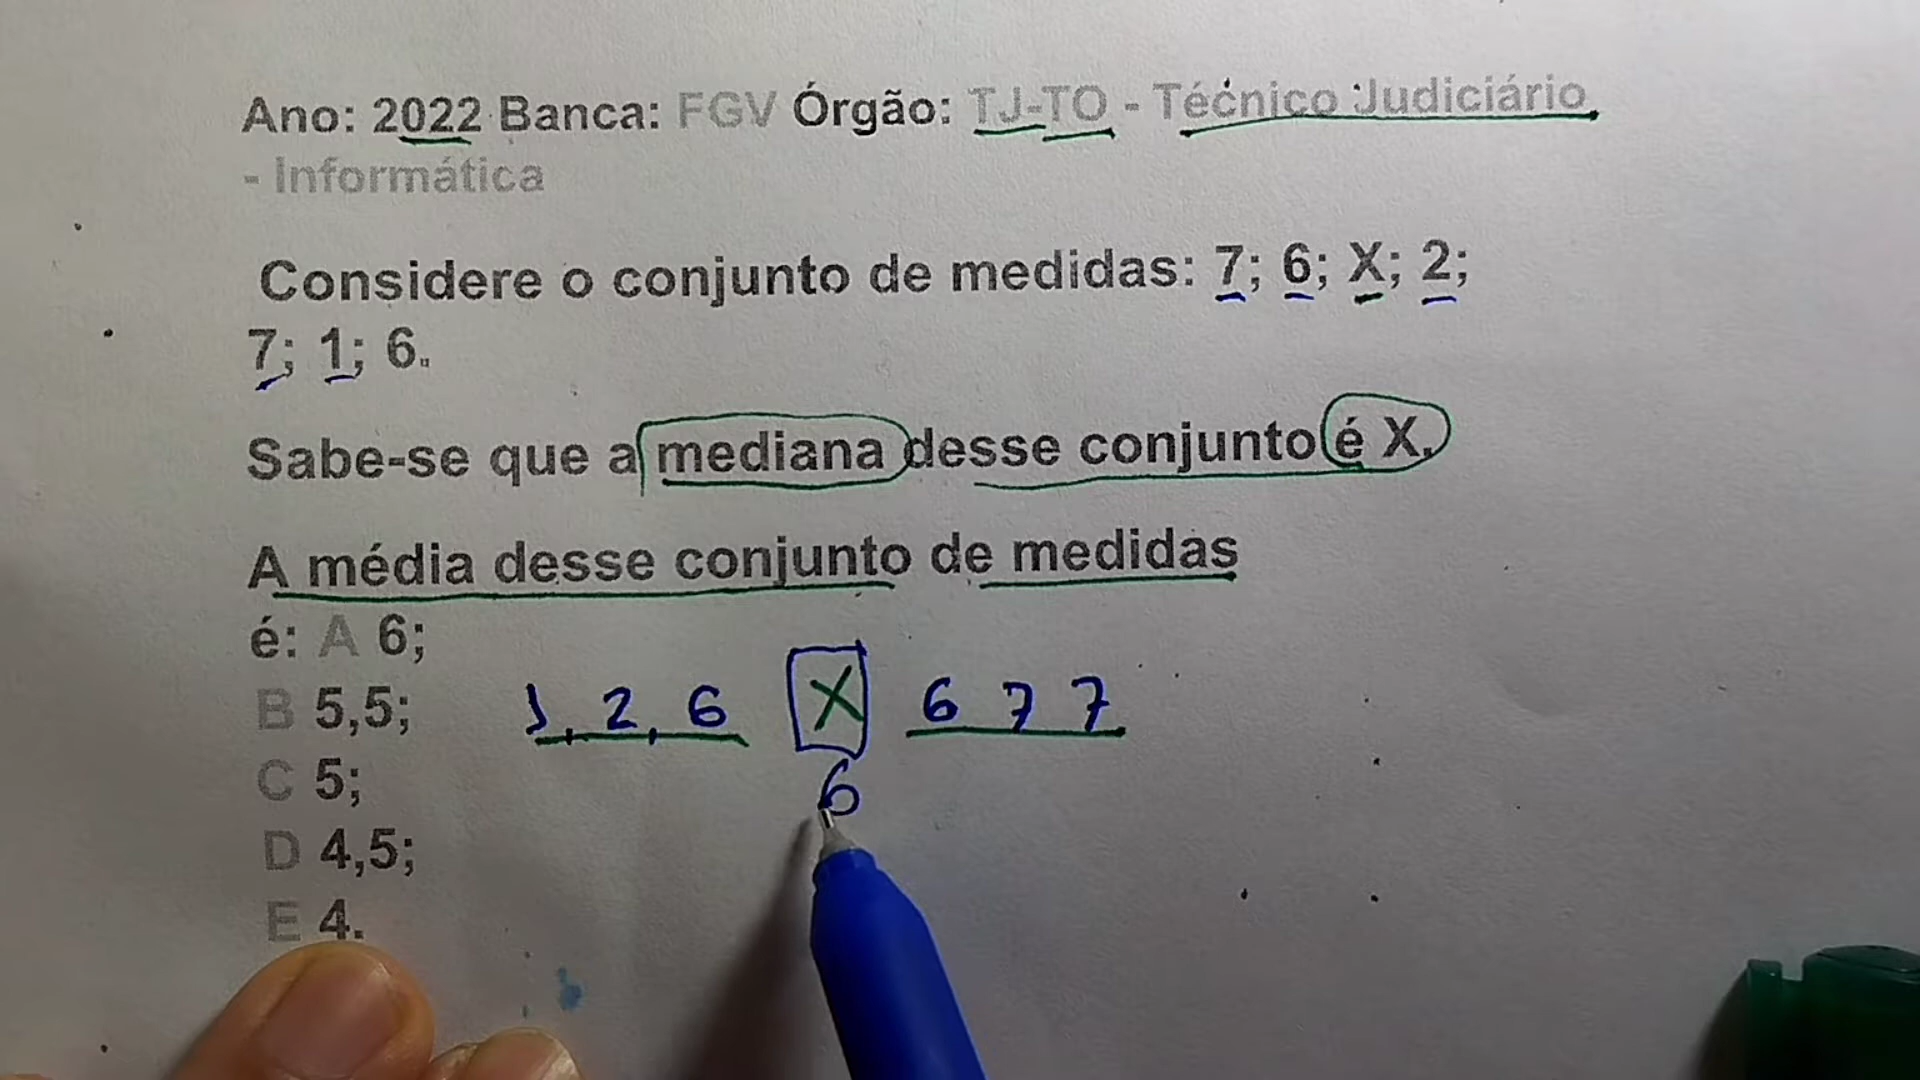 Ano: 2022 Banca: FGV Órgão: TJ-TO - Técnico Judiciário
- Informática
Considere o conjunto de medidas: 7; 6; X; 2;
7; 1; 6.
Sabe-se que a mediana desse conjunto é X.
A média desse conjunto de medidas
é: A 6;
B 5,5;
1, 2, 6 X 6 7 7
C 5;
6
D 4,5;
E 4.